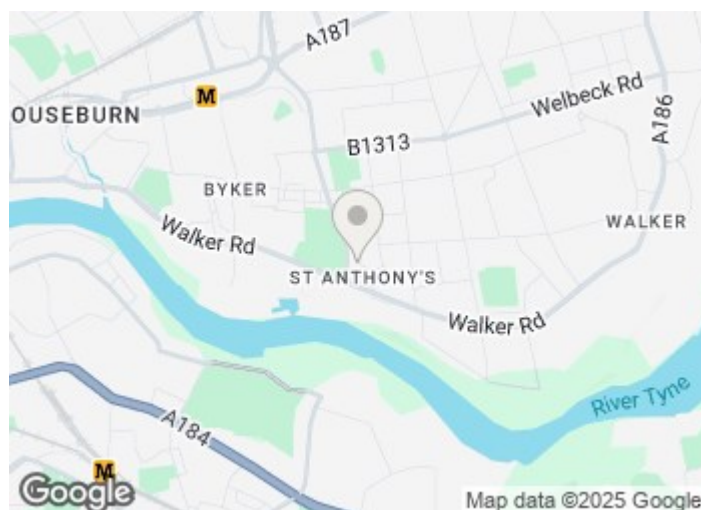 A187
M
OUSEBURN
Welbeck Rd
A186
B1313
BYKER
WALKER
Walker Rd
ST ANTHONY'S
Walker Rd
River Tyne
A184
M
Google
Map data ©2025 Google